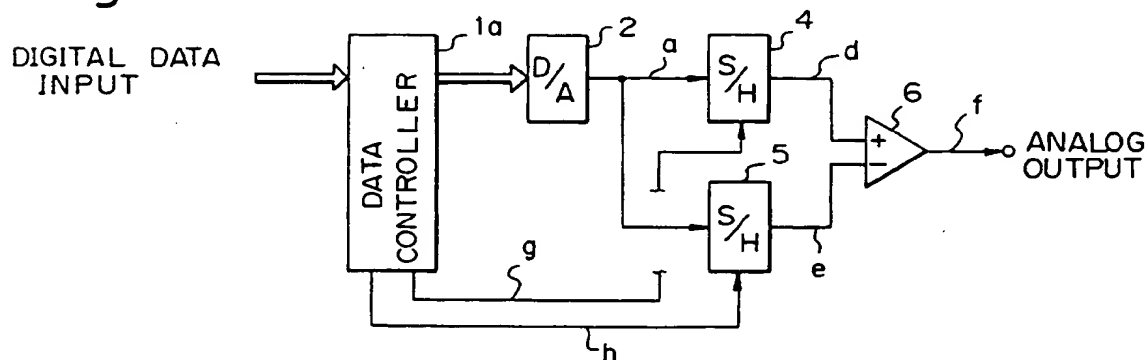 1a
2
4
DIGITAL DATA
INPUT
DATA
CONTROLLER
D/A
a
S/H
d
6
+
−
f
ANALOG
OUTPUT
5
S/H
e
g
h